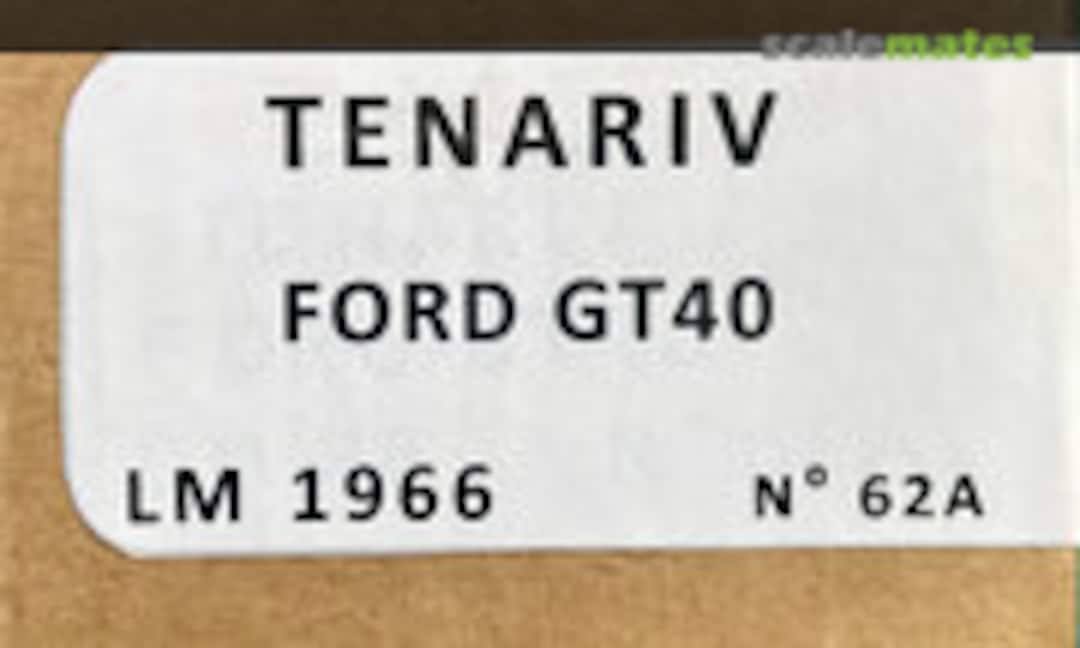 scalemates
TENARIV
FORD GT40
LM 1966 N° 62A